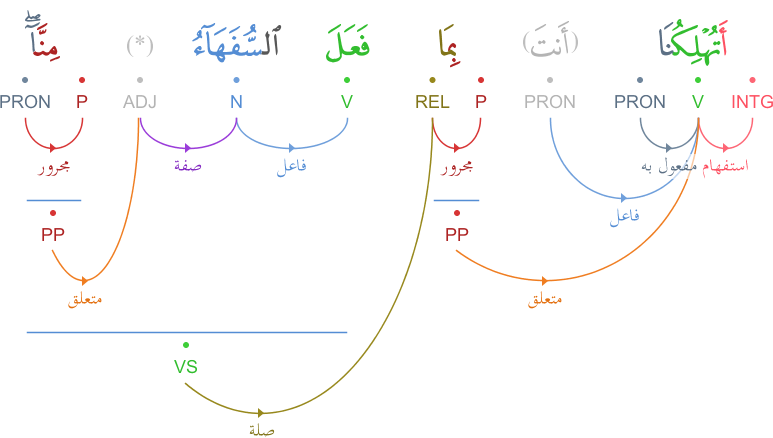 أَتُهْلِكُنَا (أَنتَ) بِمَا فَعَلَ ٱلسُّفَهَآءُ (*) مِنَّآ ۖ
INTG V PRON PRON P REL V N ADJ P PRON
استفهام مفعول به مجرور فاعل صفة مجرور
فاعل
PP PP
متعلق متعلق
VS
صلة